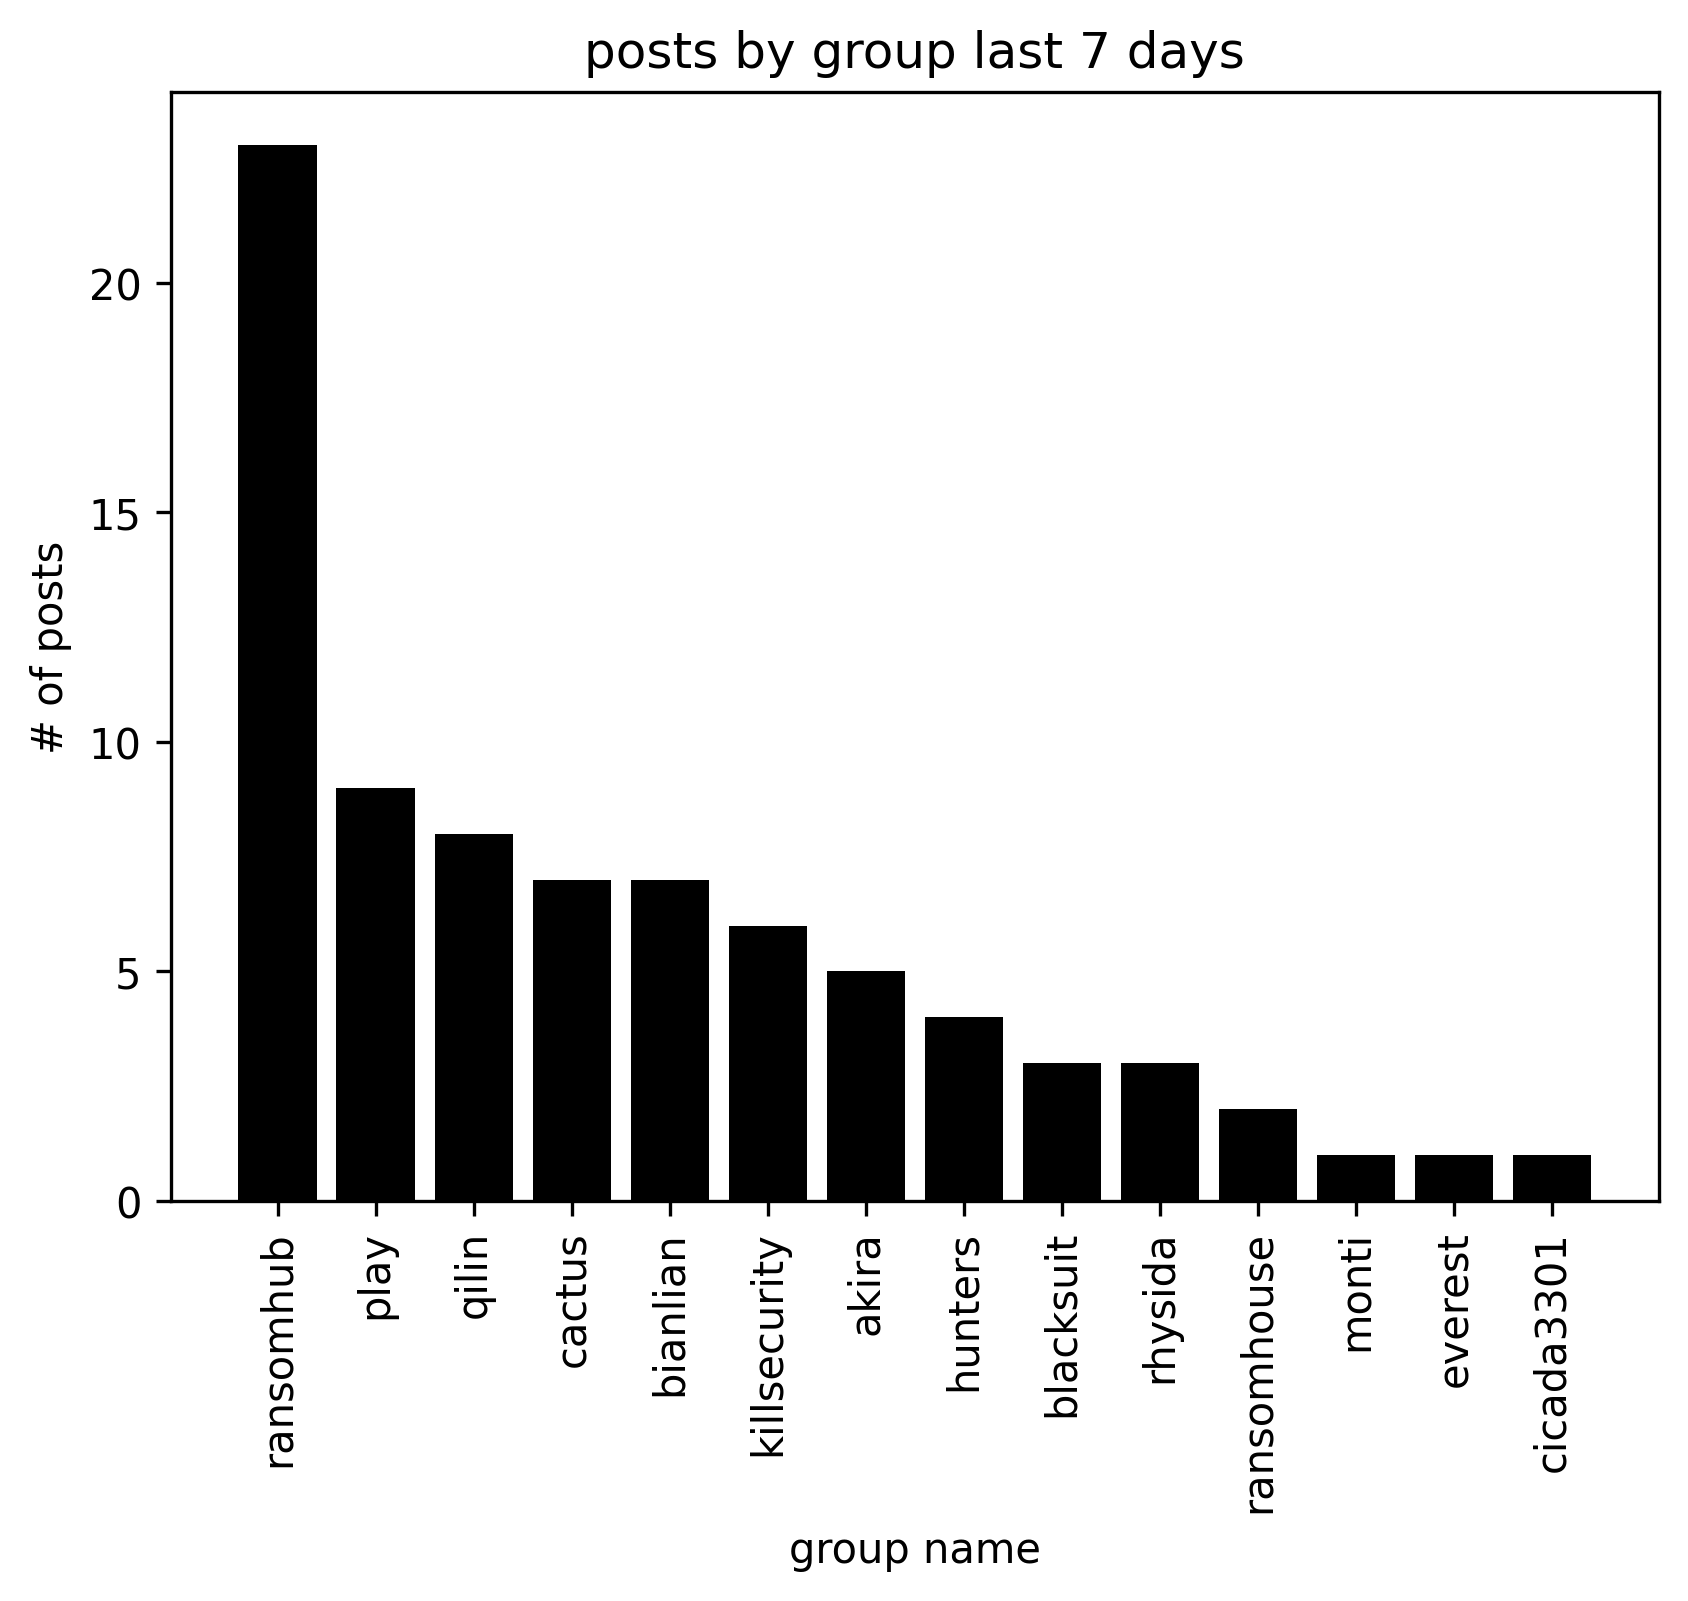 posts by group last 7 days
# of posts
20
15
10
5
0
ransomhub
play
qilin
cactus
bianlian
killsecurity
akira
hunters
blacksuit
rhysida
ransomhouse
monti
everest
cicada3301
group name